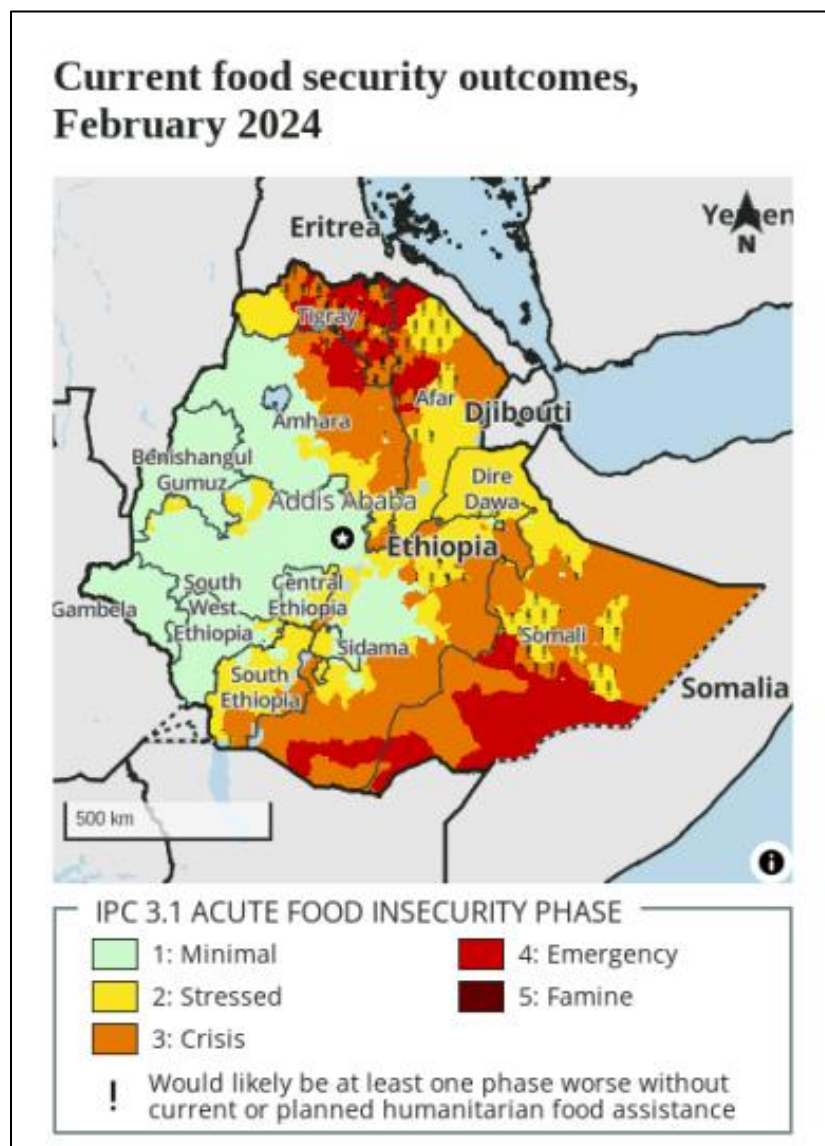 Current food security outcomes,
February 2024
Eritrea
Yemen
N
Tigray
Afar
Djibouti
Amhara
Benishangul
Gumuz
Dire
Dawa
Addis Ababa
Ethiopia
Gambela
South
West
Ethiopia
Central
Ethiopia
Sidama
Somali
South
Ethiopia
Somalia
500 km
i
IPC 3.1 ACUTE FOOD INSECURITY PHASE
1: Minimal
4: Emergency
2: Stressed
5: Famine
3: Crisis
! Would likely be at least one phase worse without
current or planned humanitarian food assistance